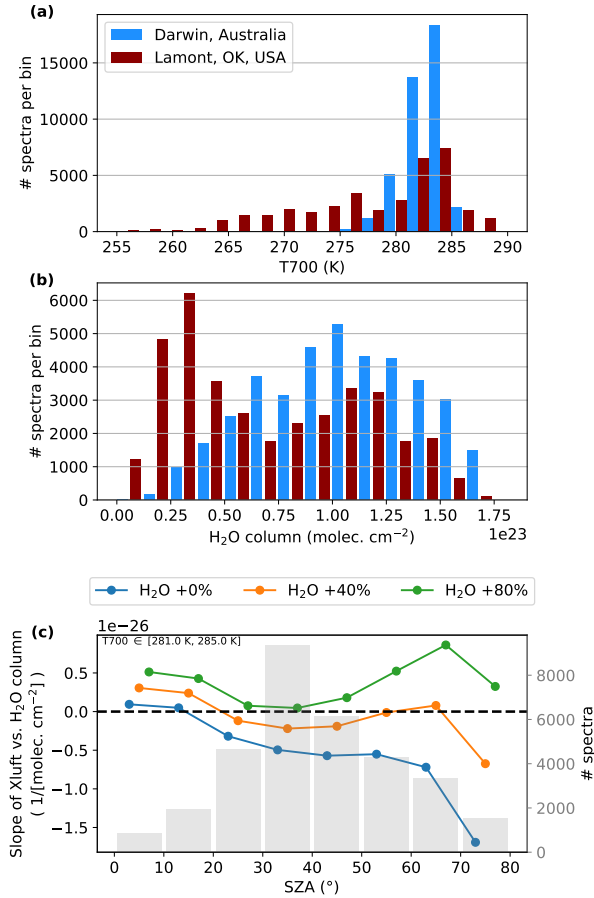 (a)
Darwin, Australia
Lamont, OK, USA
# spectra per bin
15000
10000
5000
0
255 260 265 270 275 280 285 290
T700 (K)
(b)
# spectra per bin
6000
5000
4000
3000
2000
1000
0
0.00 0.25 0.50 0.75 1.00 1.25 1.50 1.75
1e23
H₂O column (molec. cm⁻²)
H₂O +0% H₂O +40% H₂O +80%
(c)
1e−26
T700 ∈ [281.0 K, 285.0 K]
Slope of Xluft vs. H₂O column
( 1/[molec. cm⁻²] )
0.5
0.0
−0.5
−1.0
−1.5
8000
6000
4000
2000
0
# spectra
0 10 20 30 40 50 60 70 80
SZA (°)